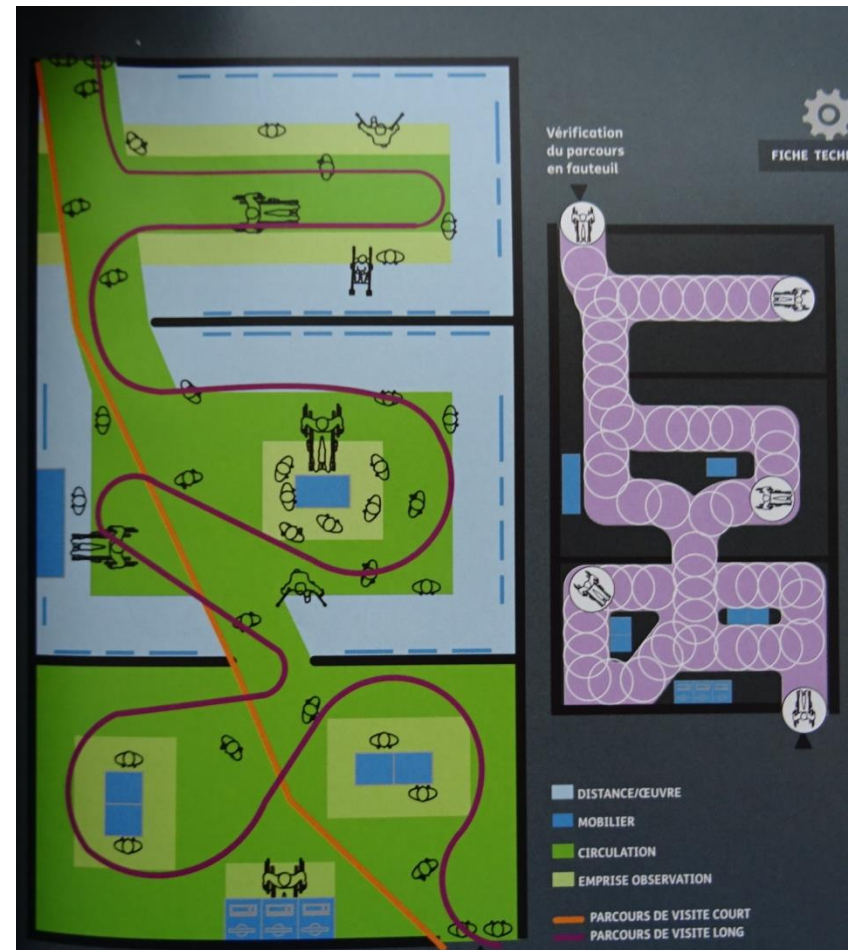 Vérification
du parcours
en fauteuil
FICHE TECH
DISTANCE/ŒUVRE
MOBILIER
CIRCULATION
EMPRISE OBSERVATION
PARCOURS DE VISITE COURT
PARCOURS DE VISITE LONG